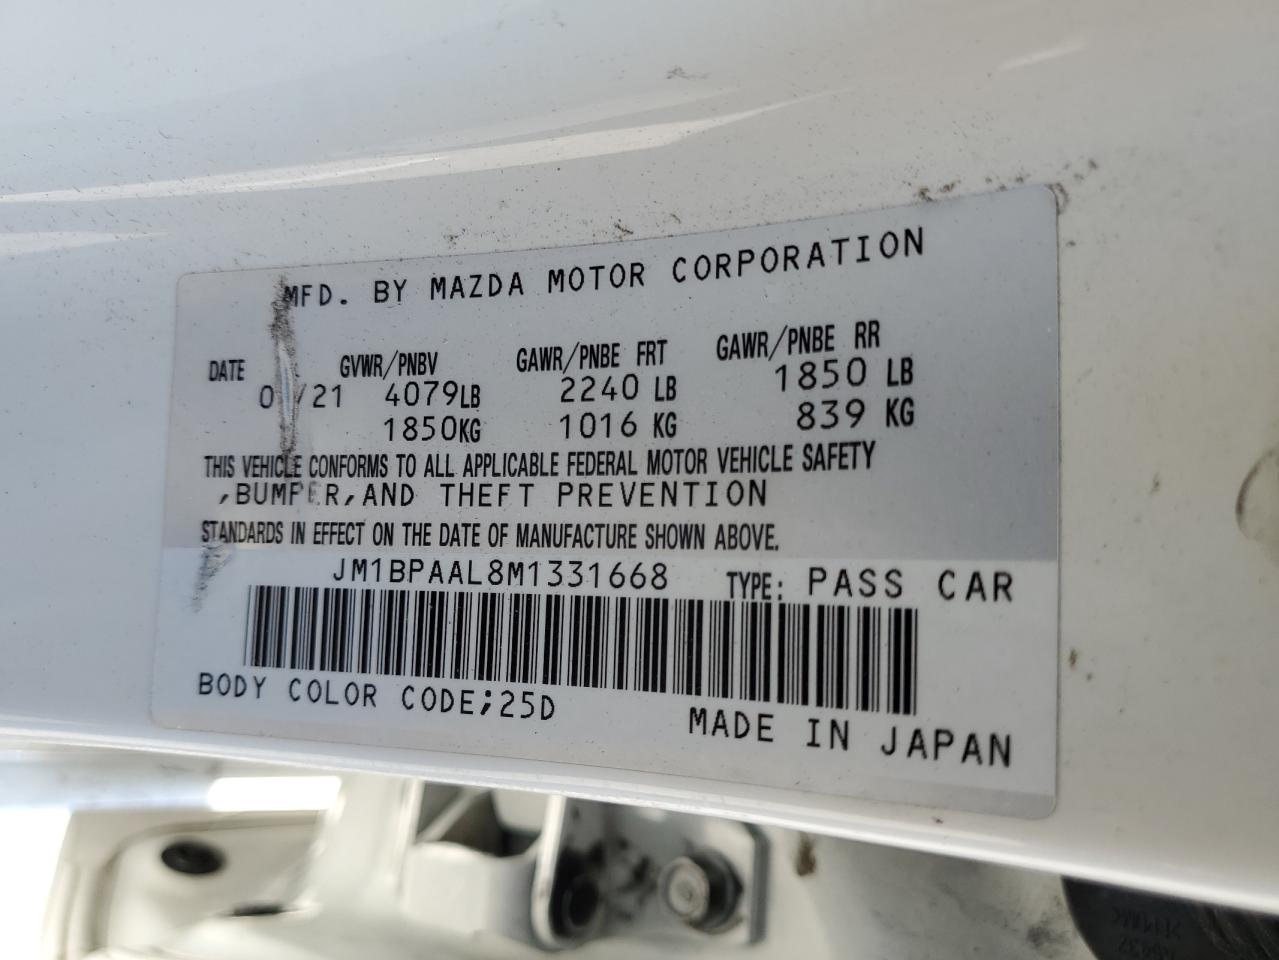 MFD. BY MAZDA MOTOR CORPORATION
DATE GVWR/PNBV GAWR/PNBE FRT GAWR/PNBE RR
/21 4079LB 2240 LB 1850 LB
1850KG 1016 KG 839 KG
THIS VEHICLE CONFORMS TO ALL APPLICABLE FEDERAL MOTOR VEHICLE SAFETY
,BUMPER,AND THEFT PREVENTION
STANDARDS IN EFFECT ON THE DATE OF MANUFACTURE SHOWN ABOVE.
JM1BPAAL8M1331668 TYPE: PASS CAR
BODY COLOR CODE;25D
MADE IN JAPAN